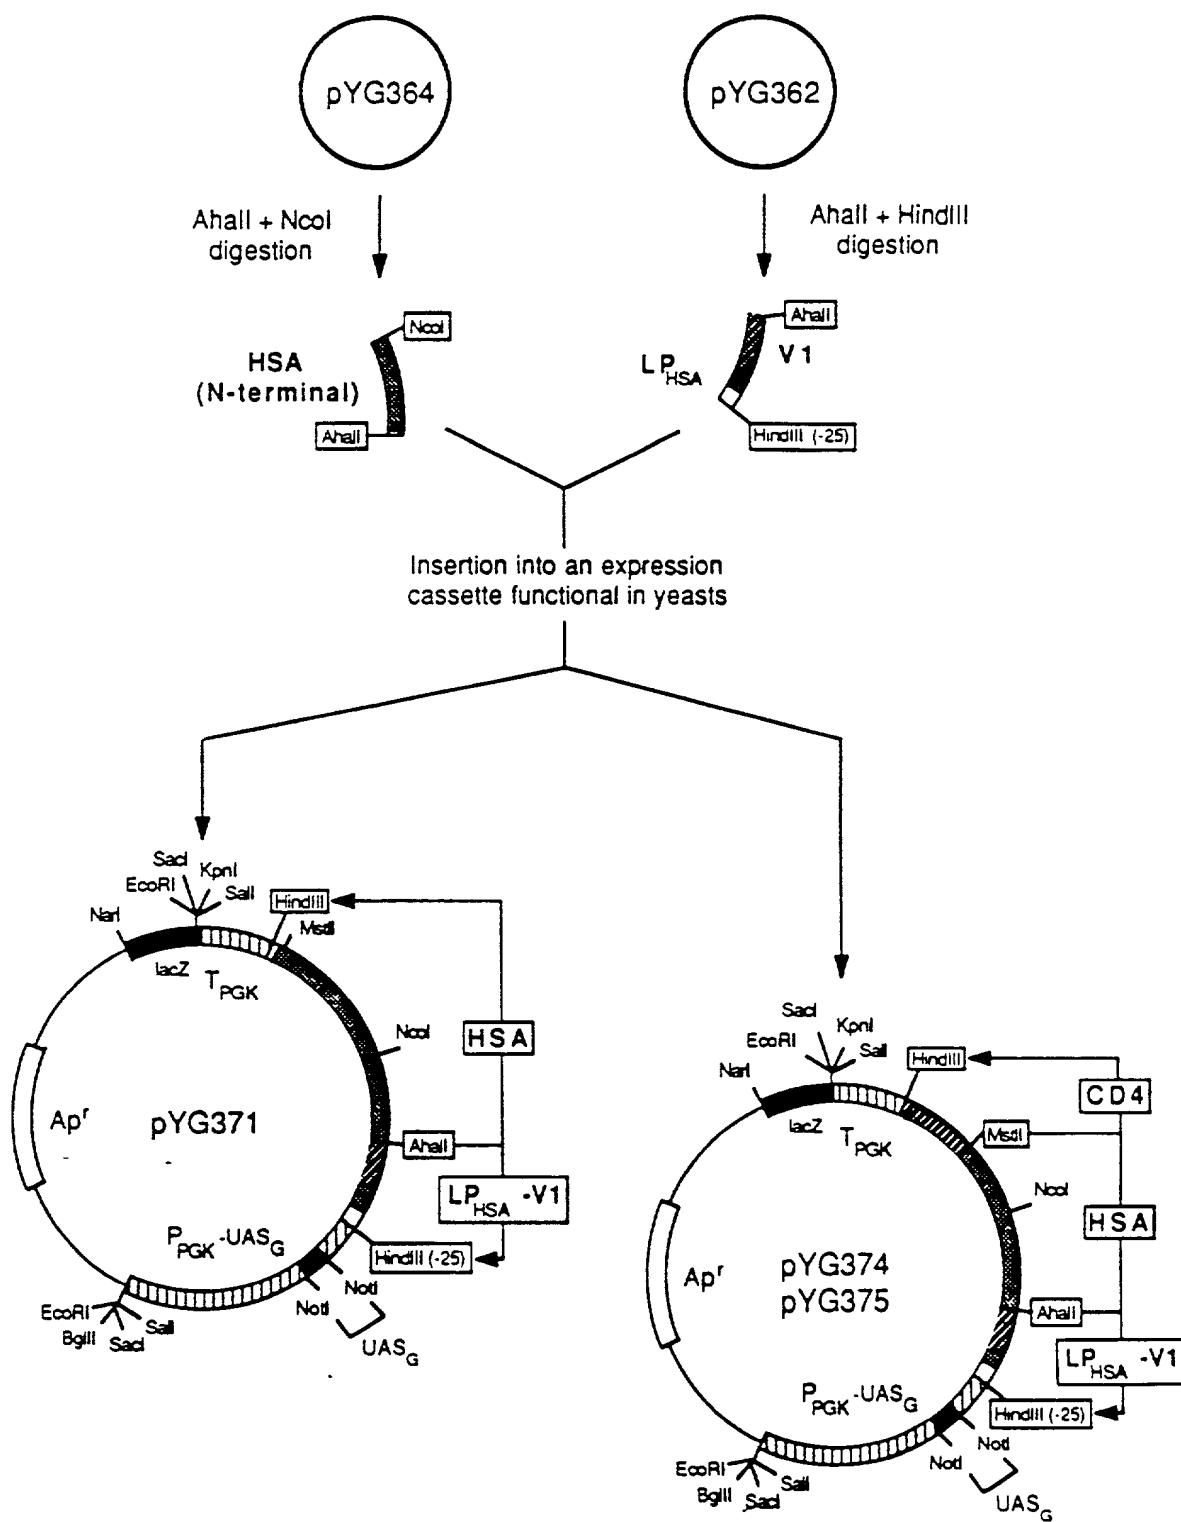 pYG364
pYG362
AhaII + NcoI
digestion
AhaII + HindIII
digestion
NcoI
HSA
(N-terminal)
AhaII
AhaII
V1
LP HSA
HindIII (-25)
Insertion into an expression
cassette functional in yeasts
SacI
KpnI
EcoRI
SalI
HindIII
NarI
MstII
lacZ
T PGK
NcoI
HSA
Ap r
pYG371
AhaII
LP HSA -V1
P PGK -UAS G
HindIII (-25)
NotI
NotI
EcoRI
SalI
BglII
SacI
UAS G
SacI
KpnI
EcoRI
SalI
HindIII
NarI
CD4
lacZ
T PGK
MstII
NcoI
HSA
Ap r
pYG374
pYG375
AhaII
LP HSA -V1
P PGK -UAS G
HindIII (-25)
NotI
NotI
EcoRI
SalI
BglII
SacI
UAS G